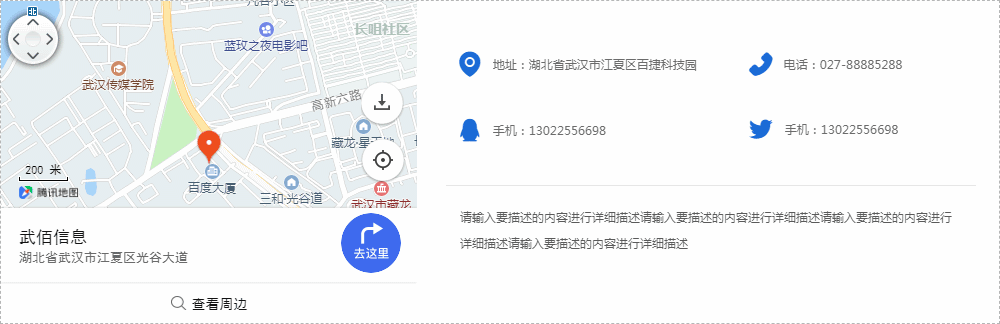 北
长咀社区
蓝玫之夜电影吧
武汉传媒学院
高新六路
百度大厦
三和·光谷道
武汉市藏龙
200 米
腾讯地图
武佰信息
湖北省武汉市江夏区光谷大道
去这里
查看周边
地址：湖北省武汉市江夏区百捷科技园
电话：027-88885288
手机：13022556698
手机：13022556698
请输入要描述的内容进行详细描述请输入要描述的内容进行详细描述请输入要描述的内容进行
详细描述请输入要描述的内容进行详细描述